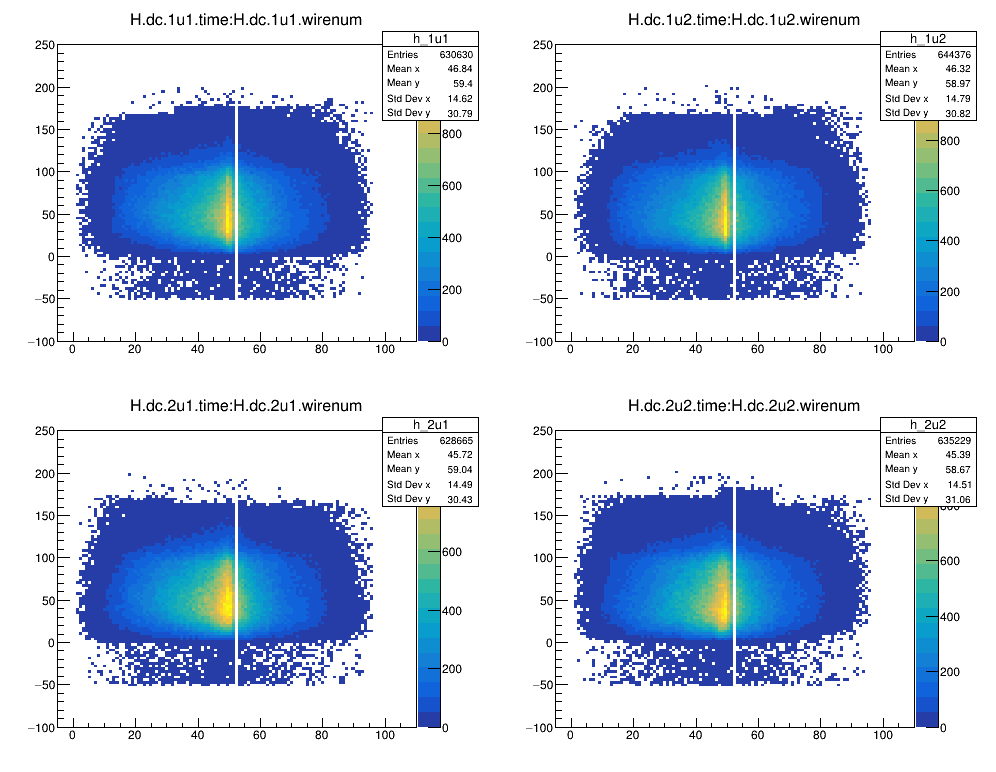 H.dc.1u1.time:H.dc.1u1.wirenum
h_1u1
Entries 630630
Mean x 46.84
Mean y 59.4
Std Dev x 14.62
Std Dev y 30.79
250
200
150
100
50
0
−50
−100
0 20 40 60 80 100
800
600
400
200
0
H.dc.1u2.time:H.dc.1u2.wirenum
h_1u2
Entries 644376
Mean x 46.32
Mean y 58.97
Std Dev x 14.79
Std Dev y 30.82
250
200
150
100
50
0
−50
−100
0 20 40 60 80 100
800
600
400
200
0
H.dc.2u1.time:H.dc.2u1.wirenum
h_2u1
Entries 628665
Mean x 45.72
Mean y 59.04
Std Dev x 14.49
Std Dev y 30.43
250
200
150
100
50
0
−50
−100
0 20 40 60 80 100
600
400
200
0
H.dc.2u2.time:H.dc.2u2.wirenum
h_2u2
Entries 635229
Mean x 45.39
Mean y 58.67
Std Dev x 14.51
Std Dev y 31.06
250
200
150
100
50
0
−50
−100
0 20 40 60 80 100
800
600
400
200
0